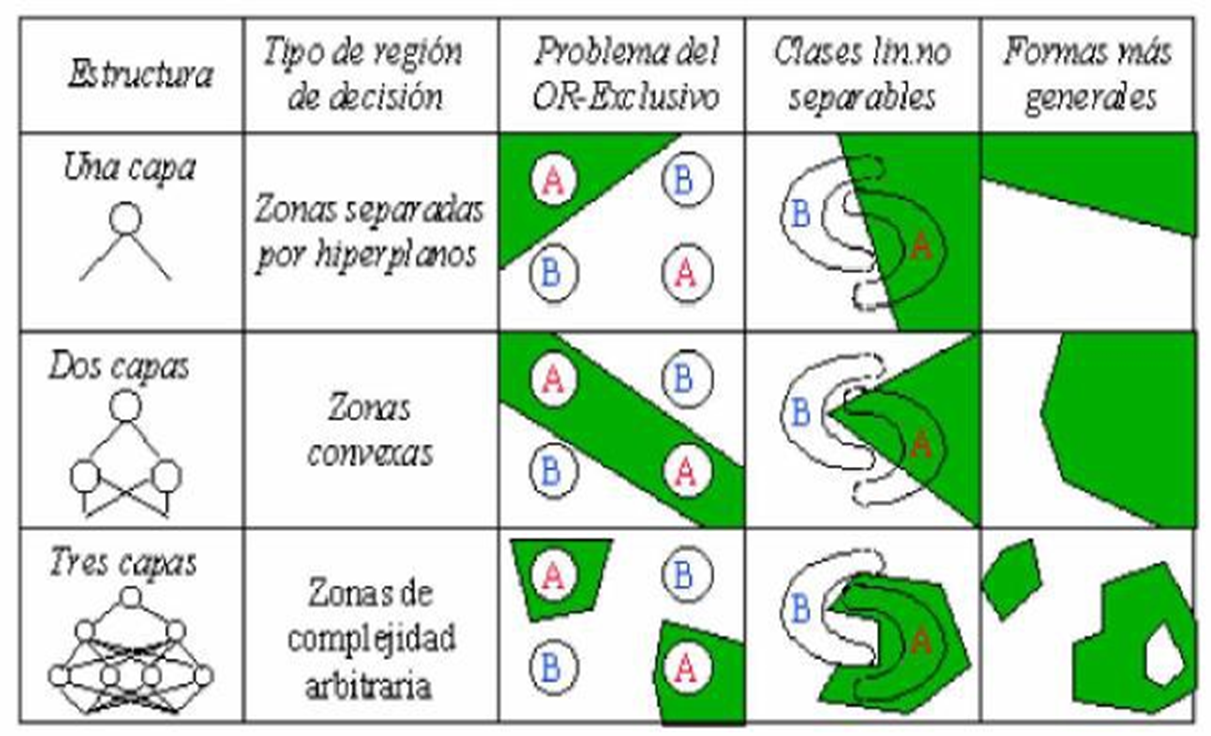 Estructura
Tipo de región
de decisión
Problema del
OR-Exclusivo
Clases lin.no
separables
Formas más
generales
Una capa
Zonas separadas
por hiperplanos
A
B
B
A
B
A
Dos capas
Zonas
convexas
A
B
B
A
B
A
Tres capas
Zonas de
complejidad
arbitraria
A
B
B
A
B
A